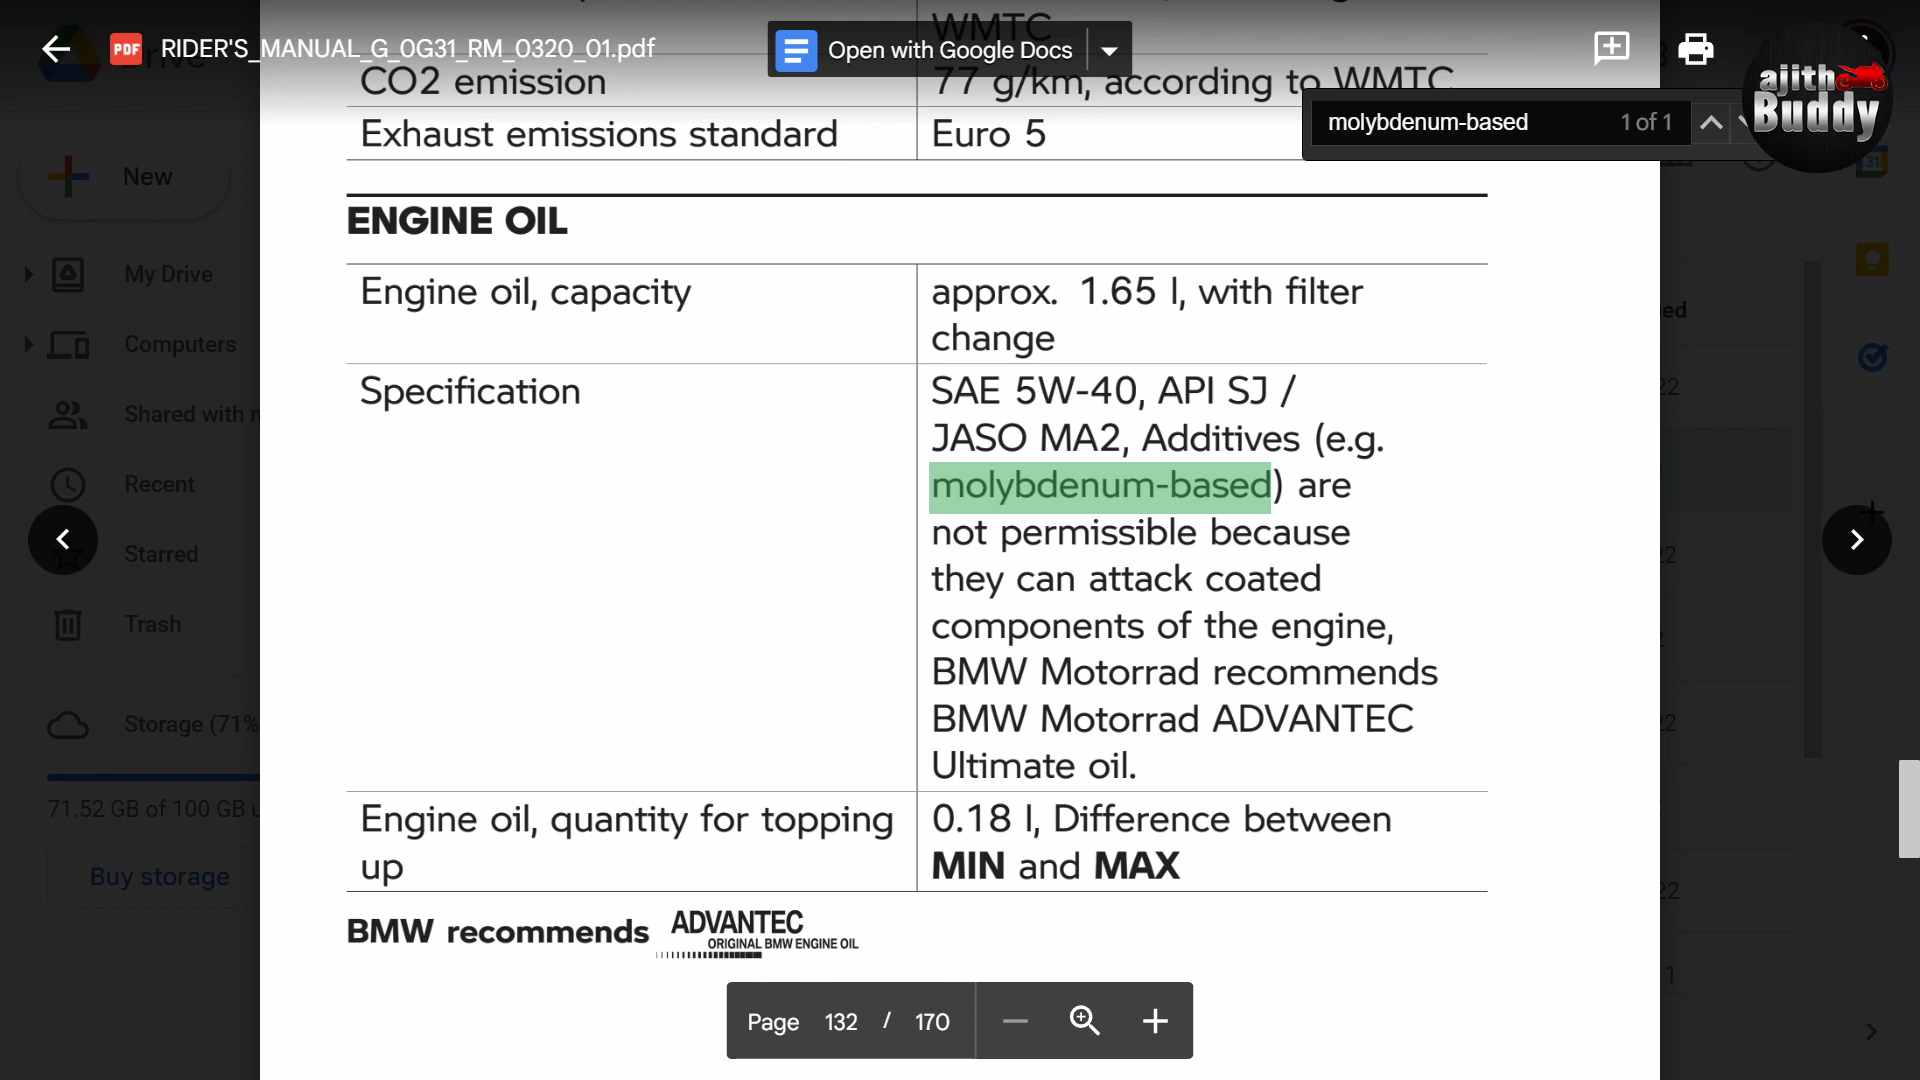 WMTC
RIDER'S_MANUAL_G_0G31_RM_0320_01.pdf
Open with Google Docs
CO2 emission
77 g/km, according to WMTC
ajith
Buddy
molybdenum-based
1 of 1
Exhaust emissions standard
Euro 5
New
ENGINE OIL
My Drive
Engine oil, capacity
approx. 1.65 l, with filter
change
Computers
Specification
SAE 5W-40, API SJ /
JASO MA2, Additives (e.g.
molybdenum-based) are
not permissible because
they can attack coated
components of the engine,
BMW Motorrad recommends
BMW Motorrad ADVANTEC
Ultimate oil.
Shared with
Recent
Starred
Trash
Storage (71%
71.52 GB of 100 GB
Buy storage
Engine oil, quantity for topping
up
0.18 l, Difference between
MIN and MAX
BMW recommends
ADVANTEC
ORIGINAL BMW ENGINE OIL
Page 132 / 170